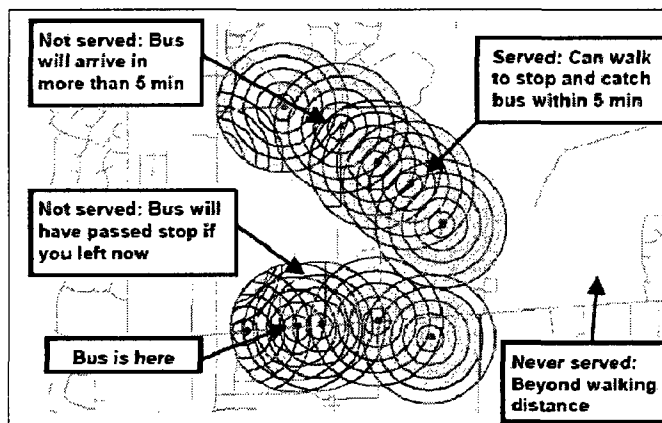 Not served: Bus
will arrive in
more than 5 min
Served: Can walk
to stop and catch
bus within 5 min
Not served: Bus will
have passed stop if
you left now
Bus is here
Never served:
Beyond walking
distance